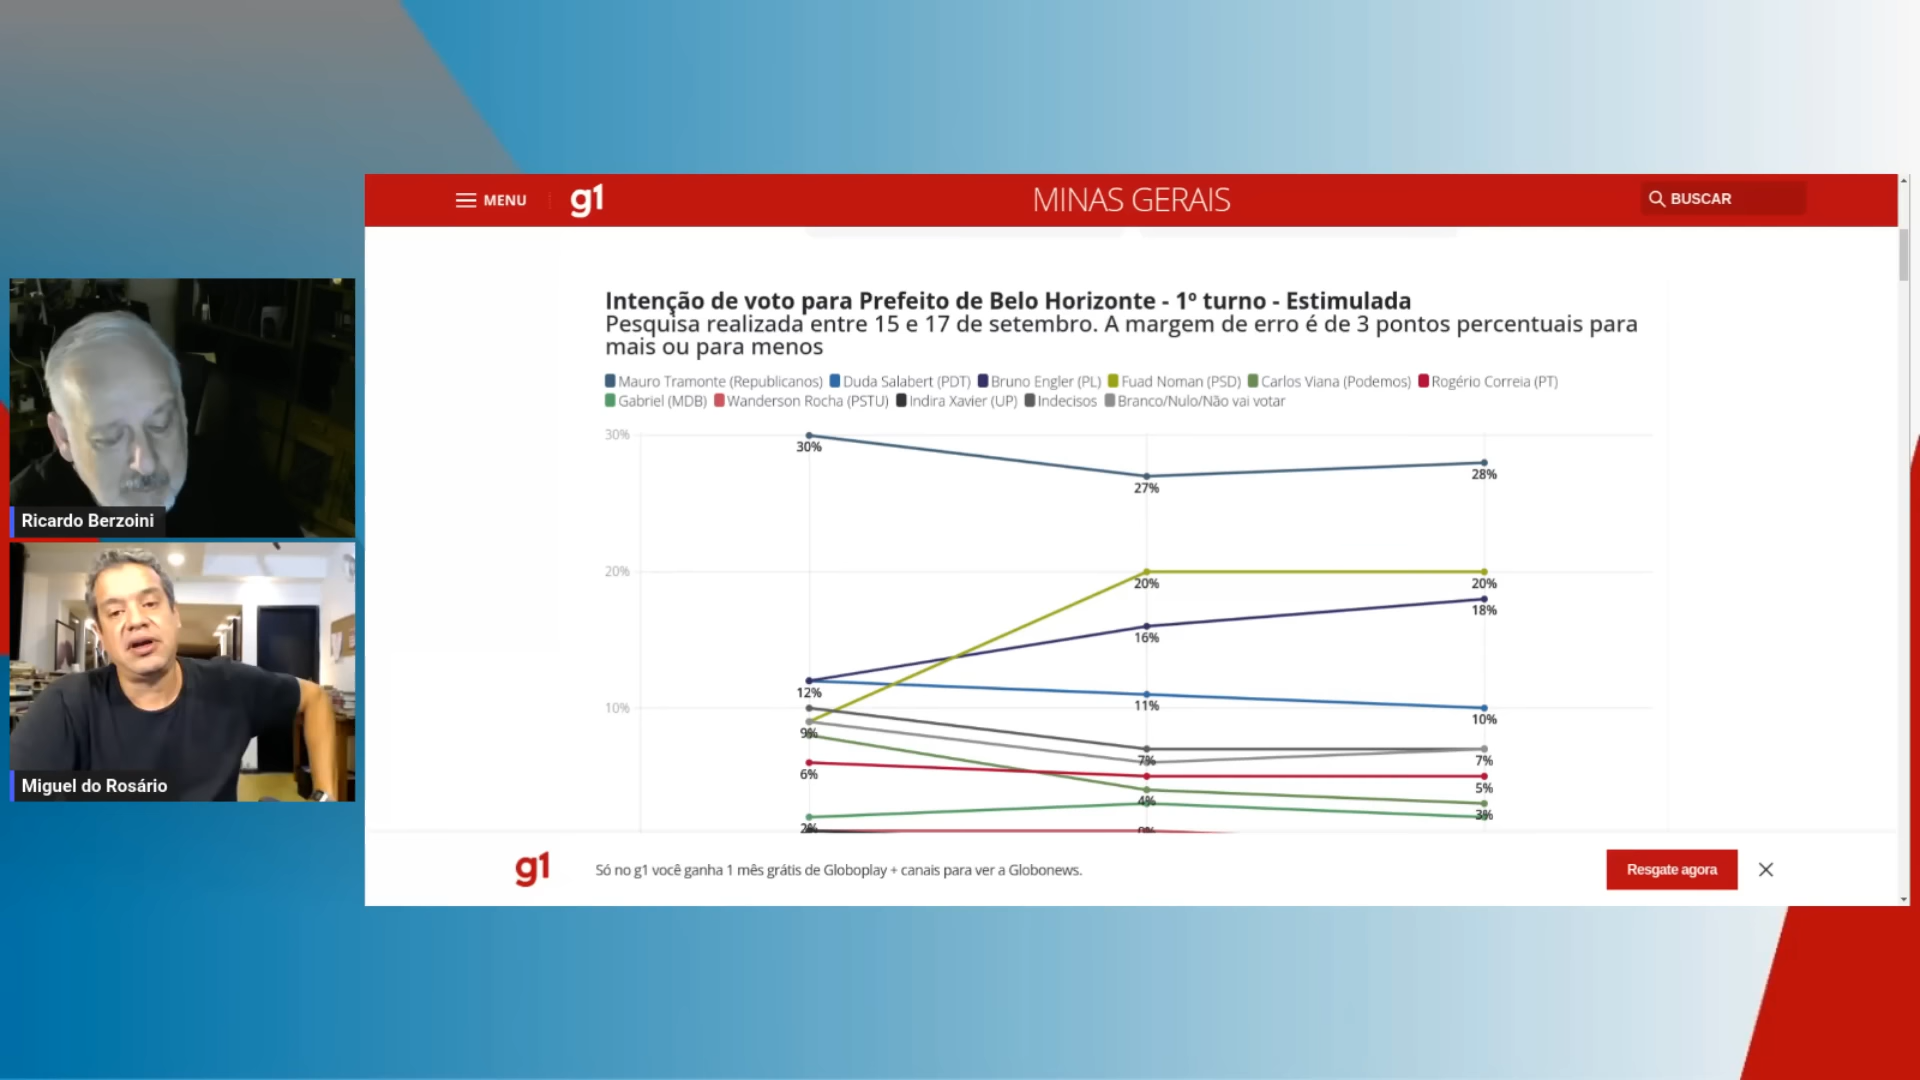 MENU
g1
MINAS GERAIS
BUSCAR
Intenção de voto para Prefeito de Belo Horizonte - 1º turno - Estimulada
Pesquisa realizada entre 15 e 17 de setembro. A margem de erro é de 3 pontos percentuais para
mais ou para menos
Mauro Tramonte (Republicanos) Duda Salabert (PDT) Bruno Engler (PL) Fuad Noman (PSD) Carlos Viana (Podemos) Rogério Correia (PT)
Gabriel (MDB) Wanderson Rocha (PSTU) Indira Xavier (UP) Indecisos Branco/Nulo/Não vai votar
30%
30%
27%
28%
20%
20%
20%
18%
16%
12%
11%
10%
10%
9%
7%
7%
6%
5%
4%
3%
2%
0%
Ricardo Berzoini
Miguel do Rosário
g1
Só no g1 você ganha 1 mês grátis de Globoplay + canais para ver a Globonews.
Resgate agora